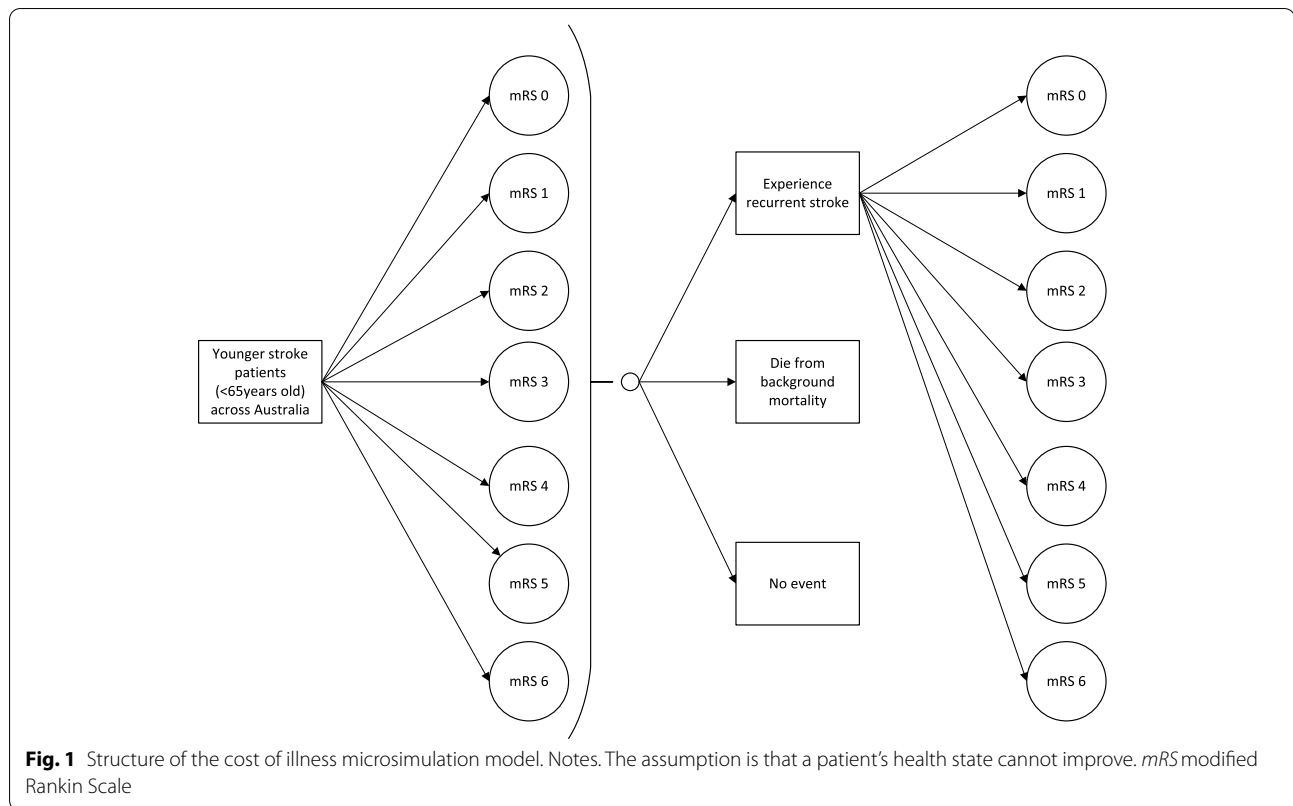 Younger stroke
patients
(<65years old)
across Australia
mRS 0
mRS 1
mRS 2
mRS 3
mRS 4
mRS 5
mRS 6
Experience
recurrent stroke
Die from
background
mortality
No event
mRS 0
mRS 1
mRS 2
mRS 3
mRS 4
mRS 5
mRS 6
Fig. 1 Structure of the cost of illness microsimulation model. Notes. The assumption is that a patient’s health state cannot improve. mRS modified
Rankin Scale